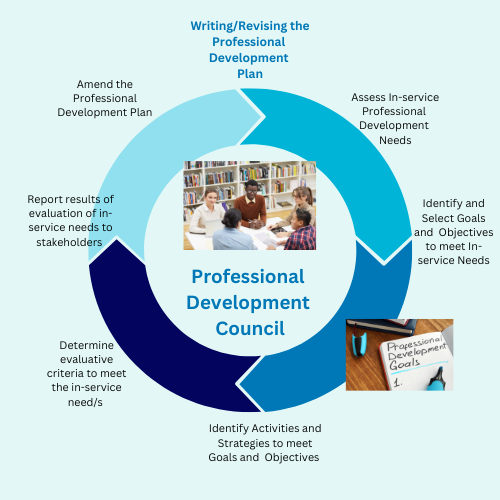 Writing/Revising the
Professional
Development
Plan
Assess In-service
Professional
Development
Needs
Identify and
Select Goals
and Objectives
to meet In-
service Needs
Professional
Development
Goals
1.
Identify Activities and
Strategies to meet
Goals and Objectives
Determine
evaluative
criteria to meet
the in-service
need/s
Report results of
evaluation of in-
service needs to
stakeholders
Amend the
Professional
Development Plan
Professional
Development
Council